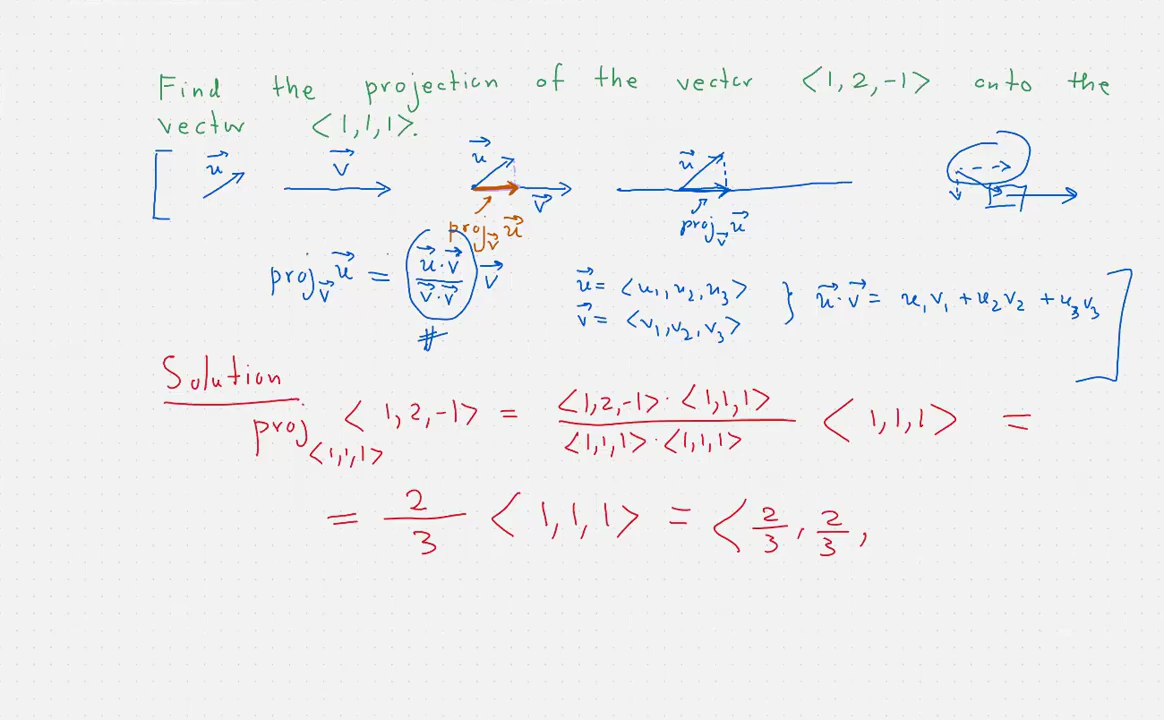 Find the projection of the vector <1,2,-1> onto the
vector <1,1,1>.
u⃗ v⃗ u⃗ v⃗ proj_v⃗ u⃗ u⃗ proj_v⃗ u⃗
proj_v⃗ u⃗ = (u⃗·v⃗ / v⃗·v⃗) v⃗
#
u⃗ = <u₁, u₂, u₃>
v⃗ = <v₁, v₂, v₃>
} u⃗·v⃗ = u₁v₁ + u₂v₂ + u₃v₃
Solution
proj_<1,1,1> <1,2,-1> = <1,2,-1>·<1,1,1> / <1,1,1>·<1,1,1> <1,1,1> =
= 2/3 <1,1,1> = <2/3, 2/3,